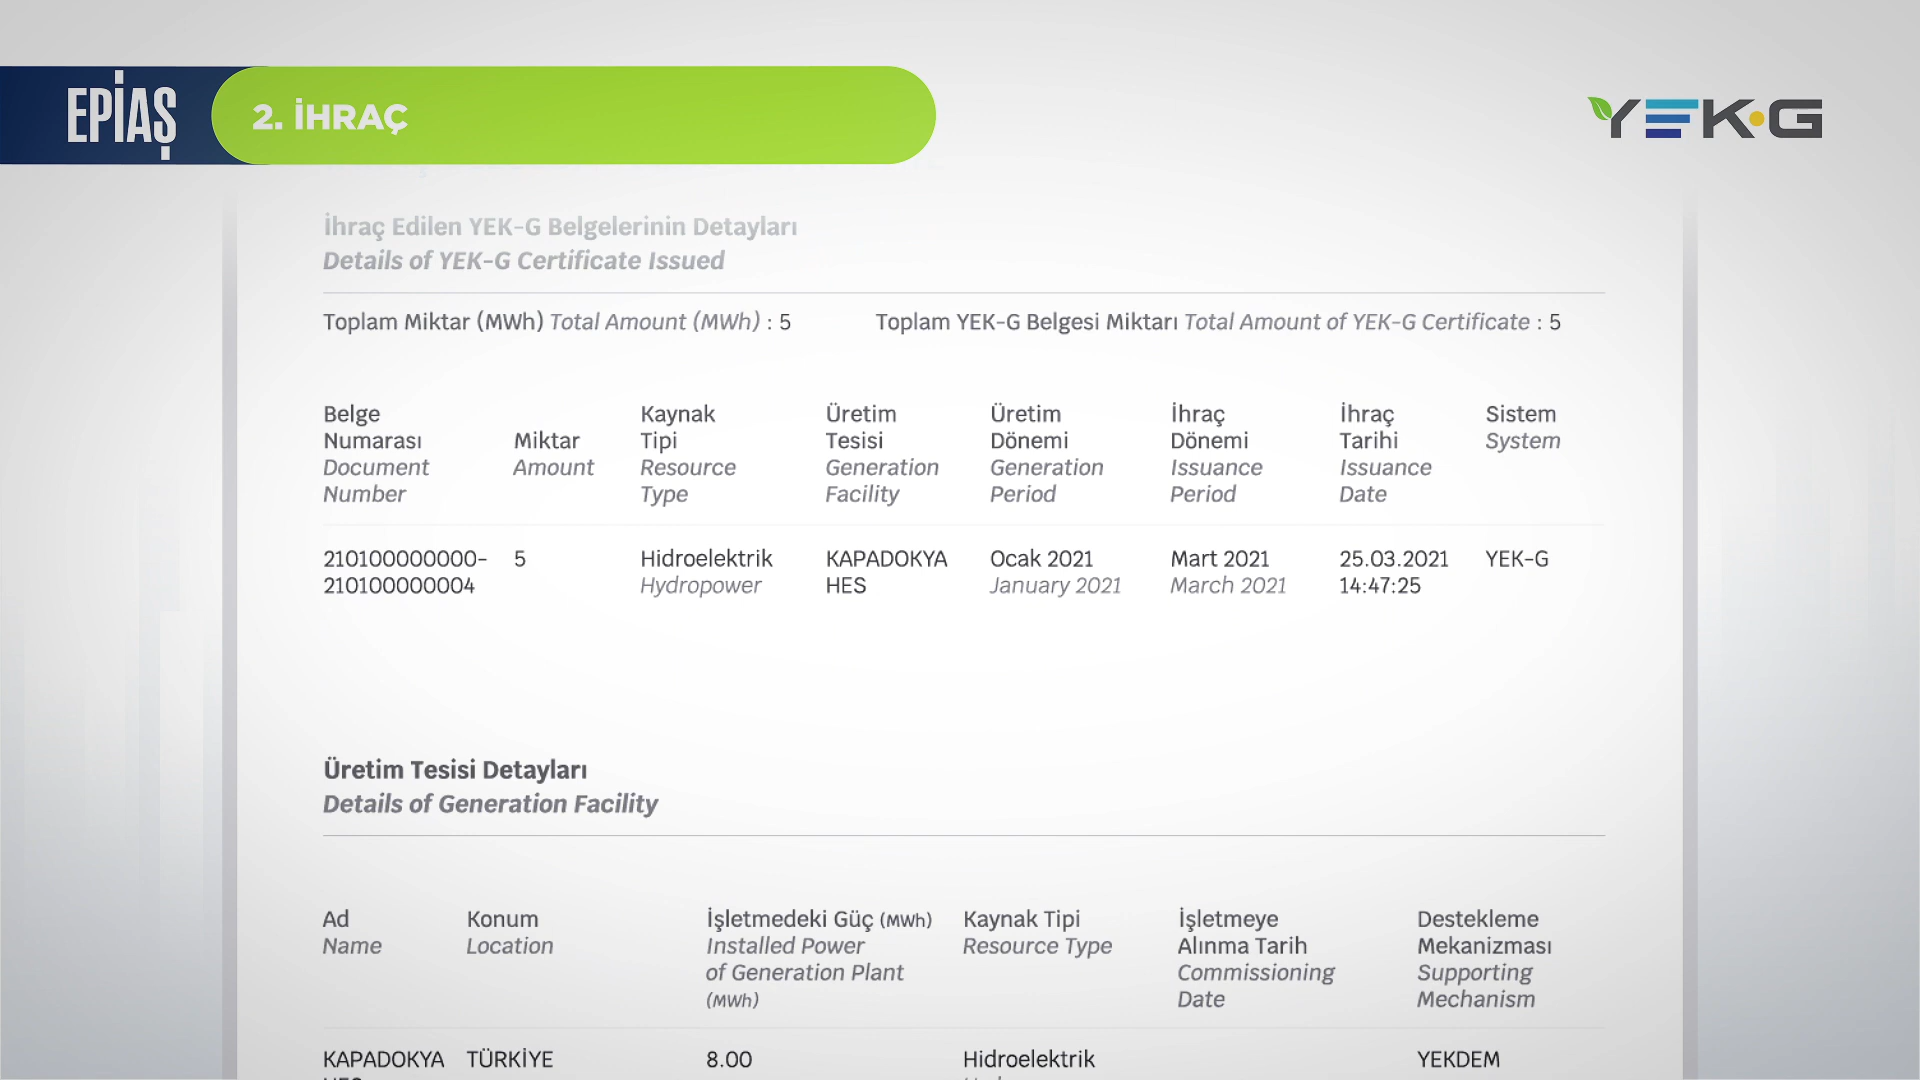 EPİAŞ
2. İHRAÇ
YEK·G
İhraç Edilen YEK-G Belgelerinin Detayları
Details of YEK-G Certificate Issued
Toplam Miktar (MWh) Total Amount (MWh) : 5
Toplam YEK-G Belgesi Miktarı Total Amount of YEK-G Certificate : 5
Belge
Numarası
Document
Number
Miktar
Amount
Kaynak
Tipi
Resource
Type
Üretim
Tesisi
Generation
Facility
Üretim
Dönemi
Generation
Period
İhraç
Dönemi
Issuance
Period
İhraç
Tarihi
Issuance
Date
Sistem
System
210100000000-
210100000004
5
Hidroelektrik
Hydropower
KAPADOKYA
HES
Ocak 2021
January 2021
Mart 2021
March 2021
25.03.2021
14:47:25
YEK-G
Üretim Tesisi Detayları
Details of Generation Facility
Ad
Name
Konum
Location
İşletmedeki Güç (MWh)
Installed Power
of Generation Plant
(MWh)
Kaynak Tipi
Resource Type
İşletmeye
Alınma Tarih
Commissioning
Date
Destekleme
Mekanizması
Supporting
Mechanism
KAPADOKYA
TÜRKİYE
8.00
Hidroelektrik
YEKDEM